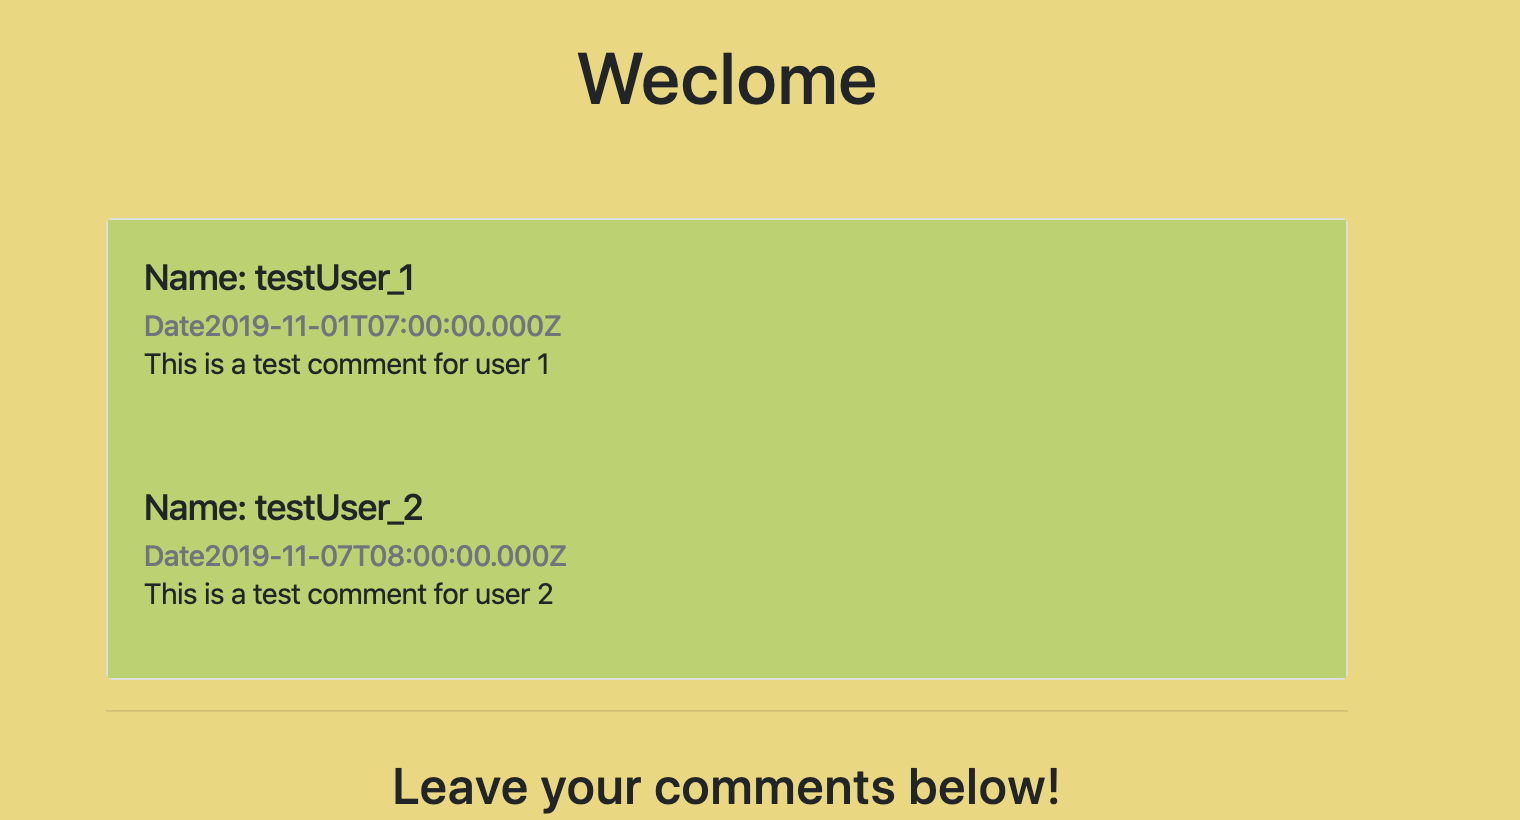 Weclome
Name: testUser_1
Date2019-11-01T07:00:00.000Z
This is a test comment for user 1
Name: testUser_2
Date2019-11-07T08:00:00.000Z
This is a test comment for user 2
Leave your comments below!